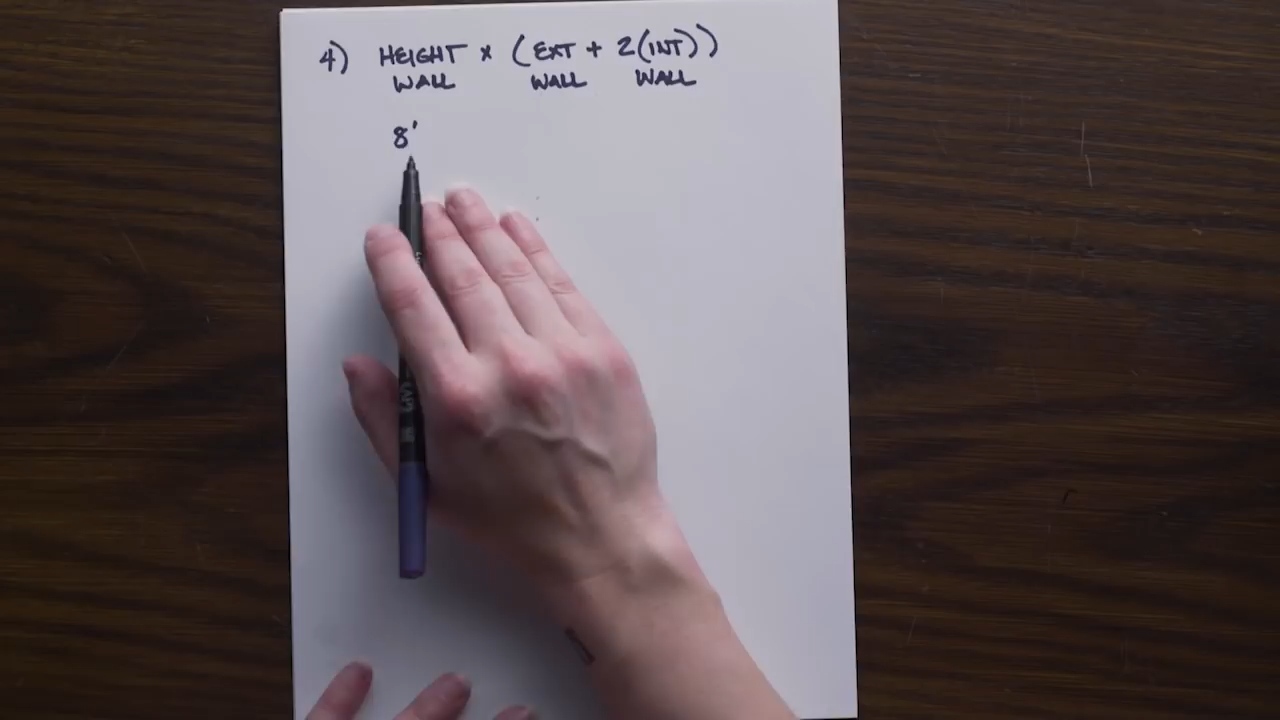 4) HEIGHT x (EXT + 2(INT))
WALL WALL WALL
8'